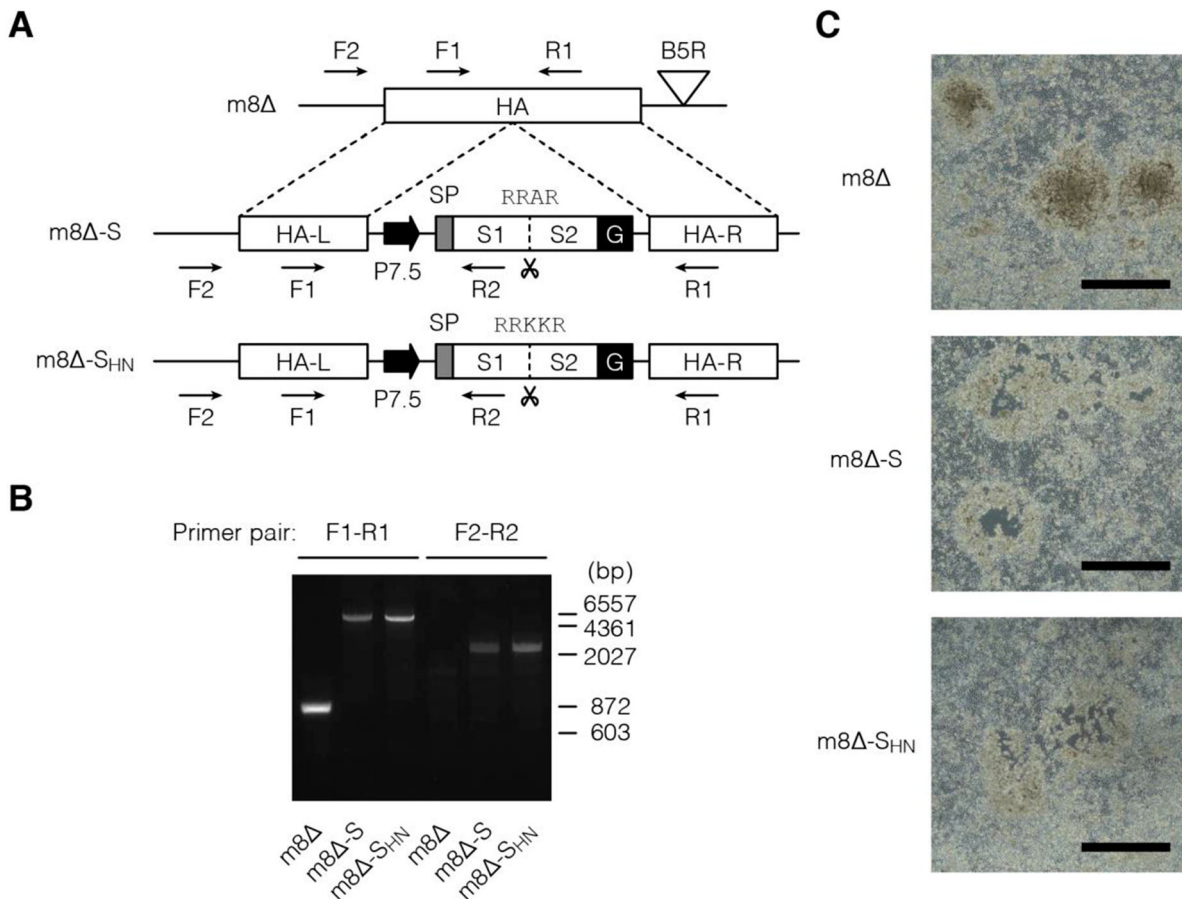 A
F2 F1 R1 B5R
m8Δ HA
SP RRAR
m8Δ-S HA-L S1 S2 G HA-R
F2 F1 P7.5 R2 R1
SP RRKKR
m8Δ-SHN HA-L S1 S2 G HA-R
F2 F1 P7.5 R2 R1
B
Primer pair: F1-R1 F2-R2
(bp)
6557
4361
2027
872
603
m8Δ m8Δ-S m8Δ-SHN m8Δ m8Δ-S m8Δ-SHN
C
m8Δ
m8Δ-S
m8Δ-SHN